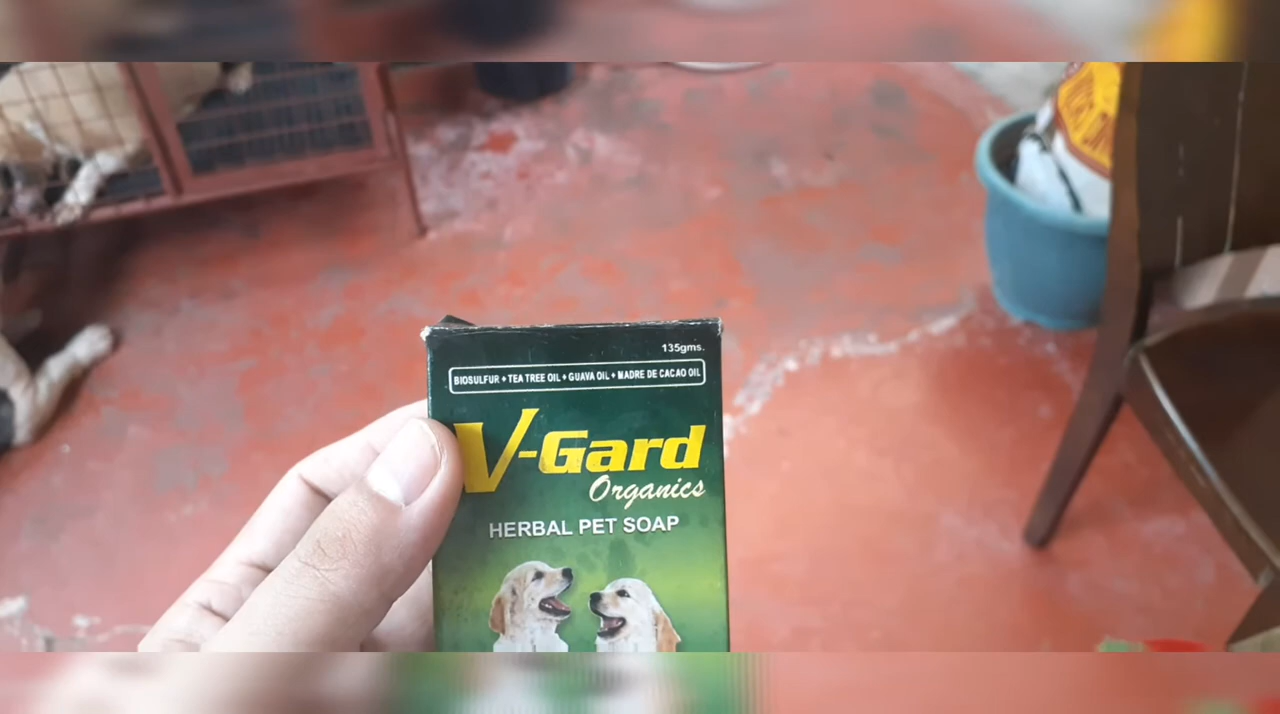 135gms.
BIOSULFUR + TEA TREE OIL + GUAVA OIL + MADRE DE CACAO OIL
V-Gard
Organics
HERBAL PET SOAP